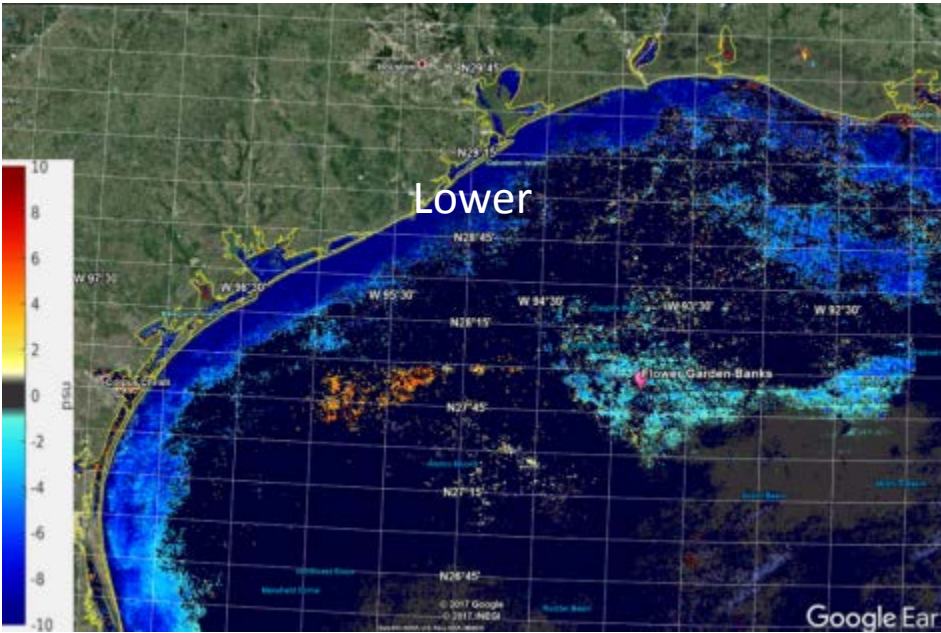 Houston
N29°45'
N29°15'
Lower
N28°45'
W 97°30'
W 96°30'
W 95°30'
W 94°30'
W 93°30'
W 92°30'
N28°15'
Flower Garden Banks
N27°45'
N27°15'
N26°45'
10
8
6
4
2
0
-2
-4
-6
-8
-10
psu
© 2017 Google
© 2017 INEGI
Google Ear